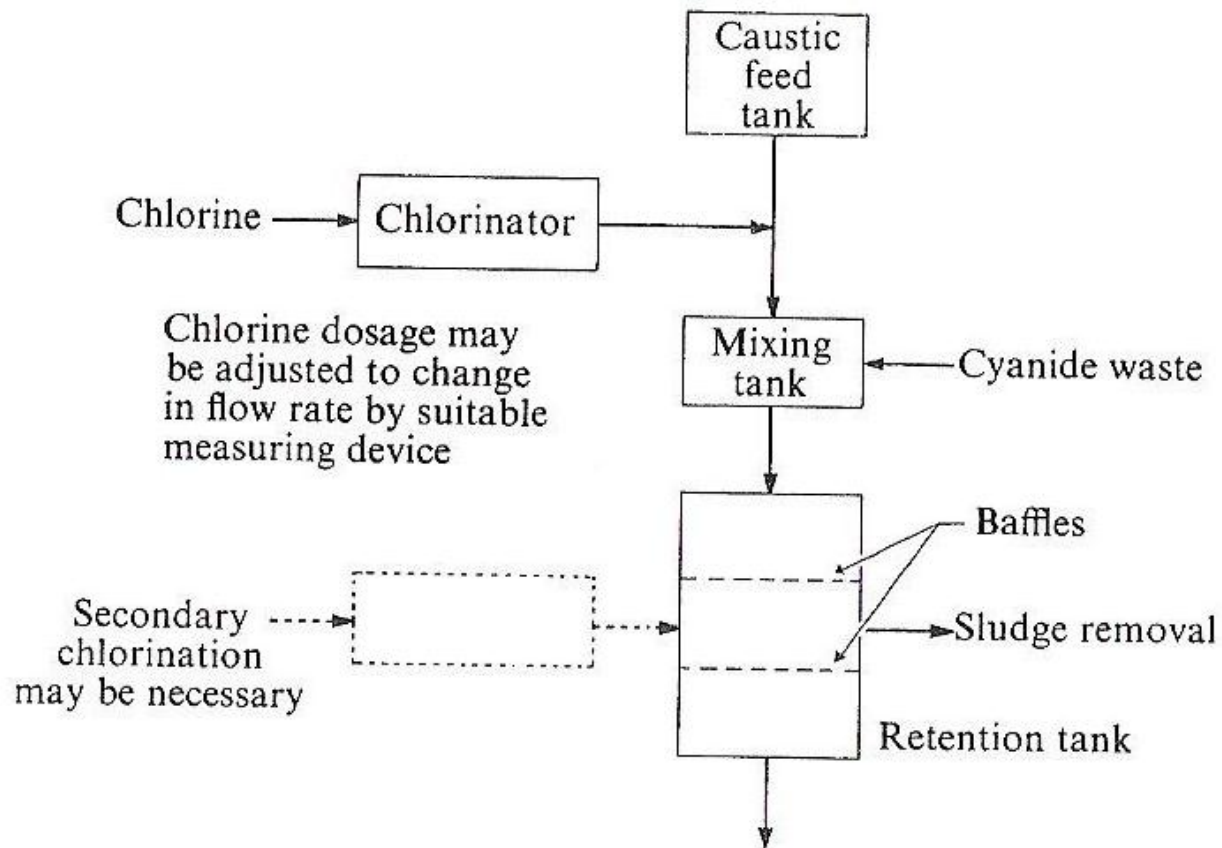 Caustic
feed
tank
Chlorine
Chlorinator
Chlorine dosage may
be adjusted to change
in flow rate by suitable
measuring device
Mixing
tank
Cyanide waste
Baffles
Secondary
chlorination
may be necessary
Sludge removal
Retention tank